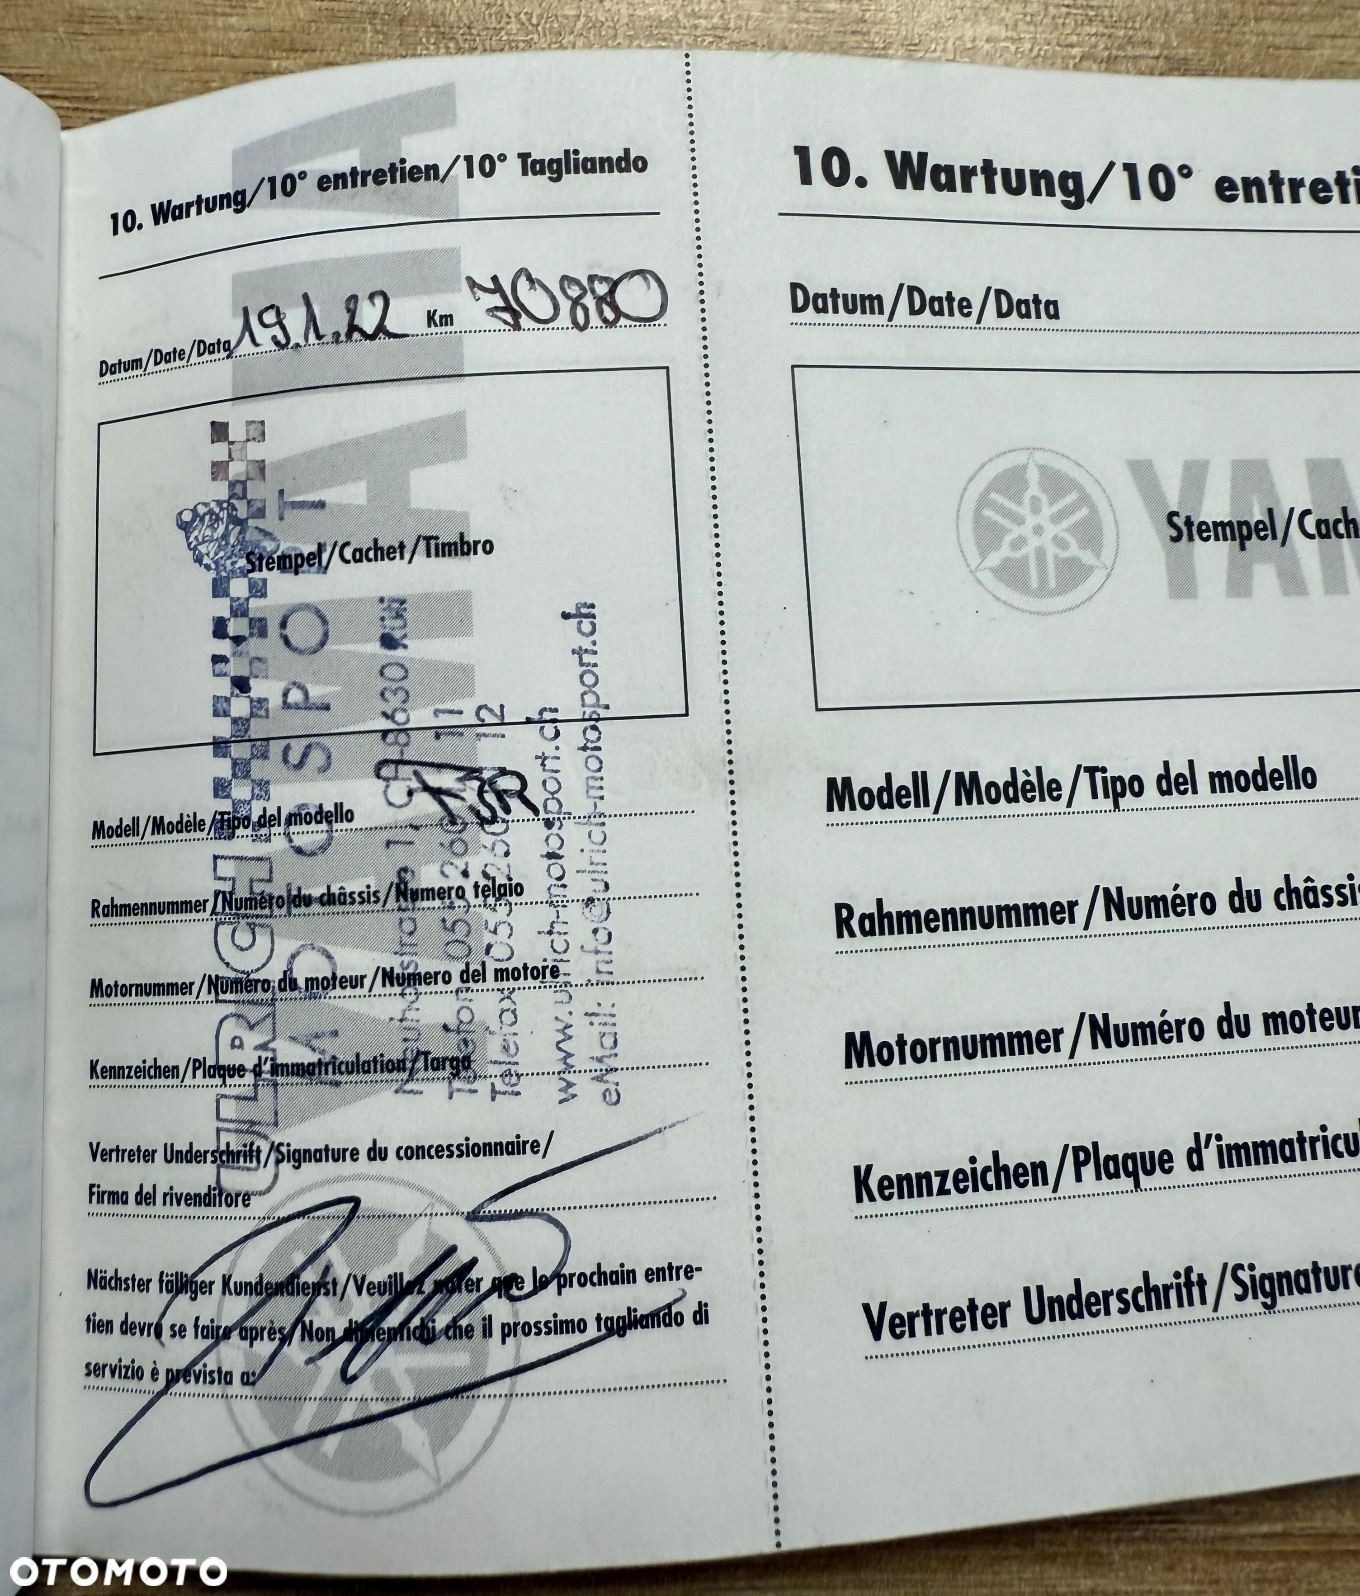 10. Wartung/10° entretien/10° Tagliando
Datum/Date/Data 19.1.22 Km 70880
Stempel/Cachet/Timbro
Modell/Modèle/Tipo del modello
Rahmennummer/Numéro du châssis/Numero telaio
Motornummer/Numéro du moteur/Numero del motore
Kennzeichen/Plaque d'immatriculation/Targa
Vertreter Underschrift/Signature du concessionnaire/
Firma del rivenditore
Nächster fälliger Kundendienst/Veuillez noter que le prochain entre-
tien devra se faire après/Non dimentichi che il prossimo tagliando di
servizio è prevista a:
YAMAHA
ULRICH
MOTOSPORT
1, CH-8630 Rüti
Telefon 055 260 11
Telefax 055 260 12
www.ulrich-motosport.ch
eMail: info@ulrich-motosport.ch
10. Wartung/10° entreti
Datum/Date/Data
YAM
Stempel/Cach
Modell/Modèle/Tipo del modello
Rahmennummer/Numéro du châssi
Motornummer/Numéro du moteur
Kennzeichen/Plaque d'immatricu
Vertreter Underschrift/Signature
OTOMOTO